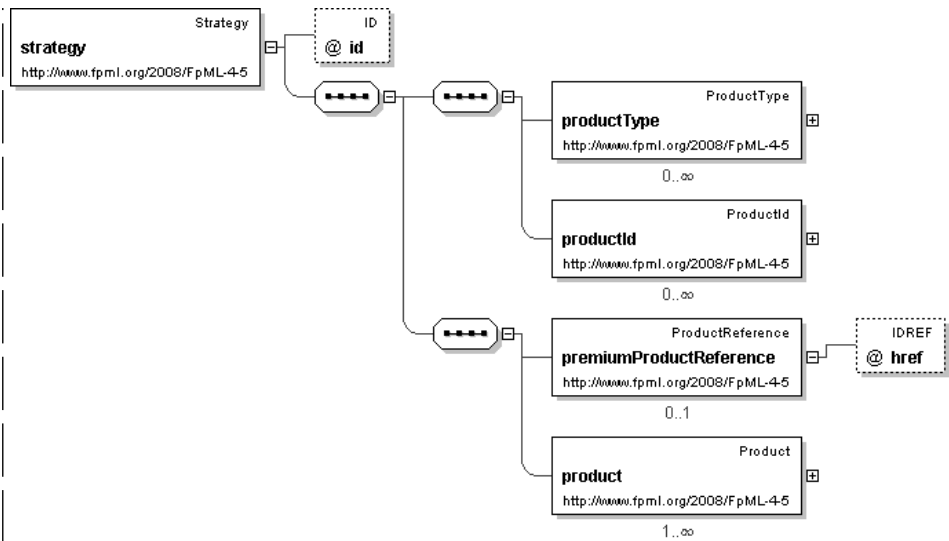 Strategy
strategy
http://www.fpml.org/2008/FpML-4-5
ID
@ id
ProductType
productType
http://www.fpml.org/2008/FpML-4-5
0..∞
ProductId
productId
http://www.fpml.org/2008/FpML-4-5
0..∞
ProductReference
premiumProductReference
http://www.fpml.org/2008/FpML-4-5
0..1
IDREF
@ href
Product
product
http://www.fpml.org/2008/FpML-4-5
1..∞